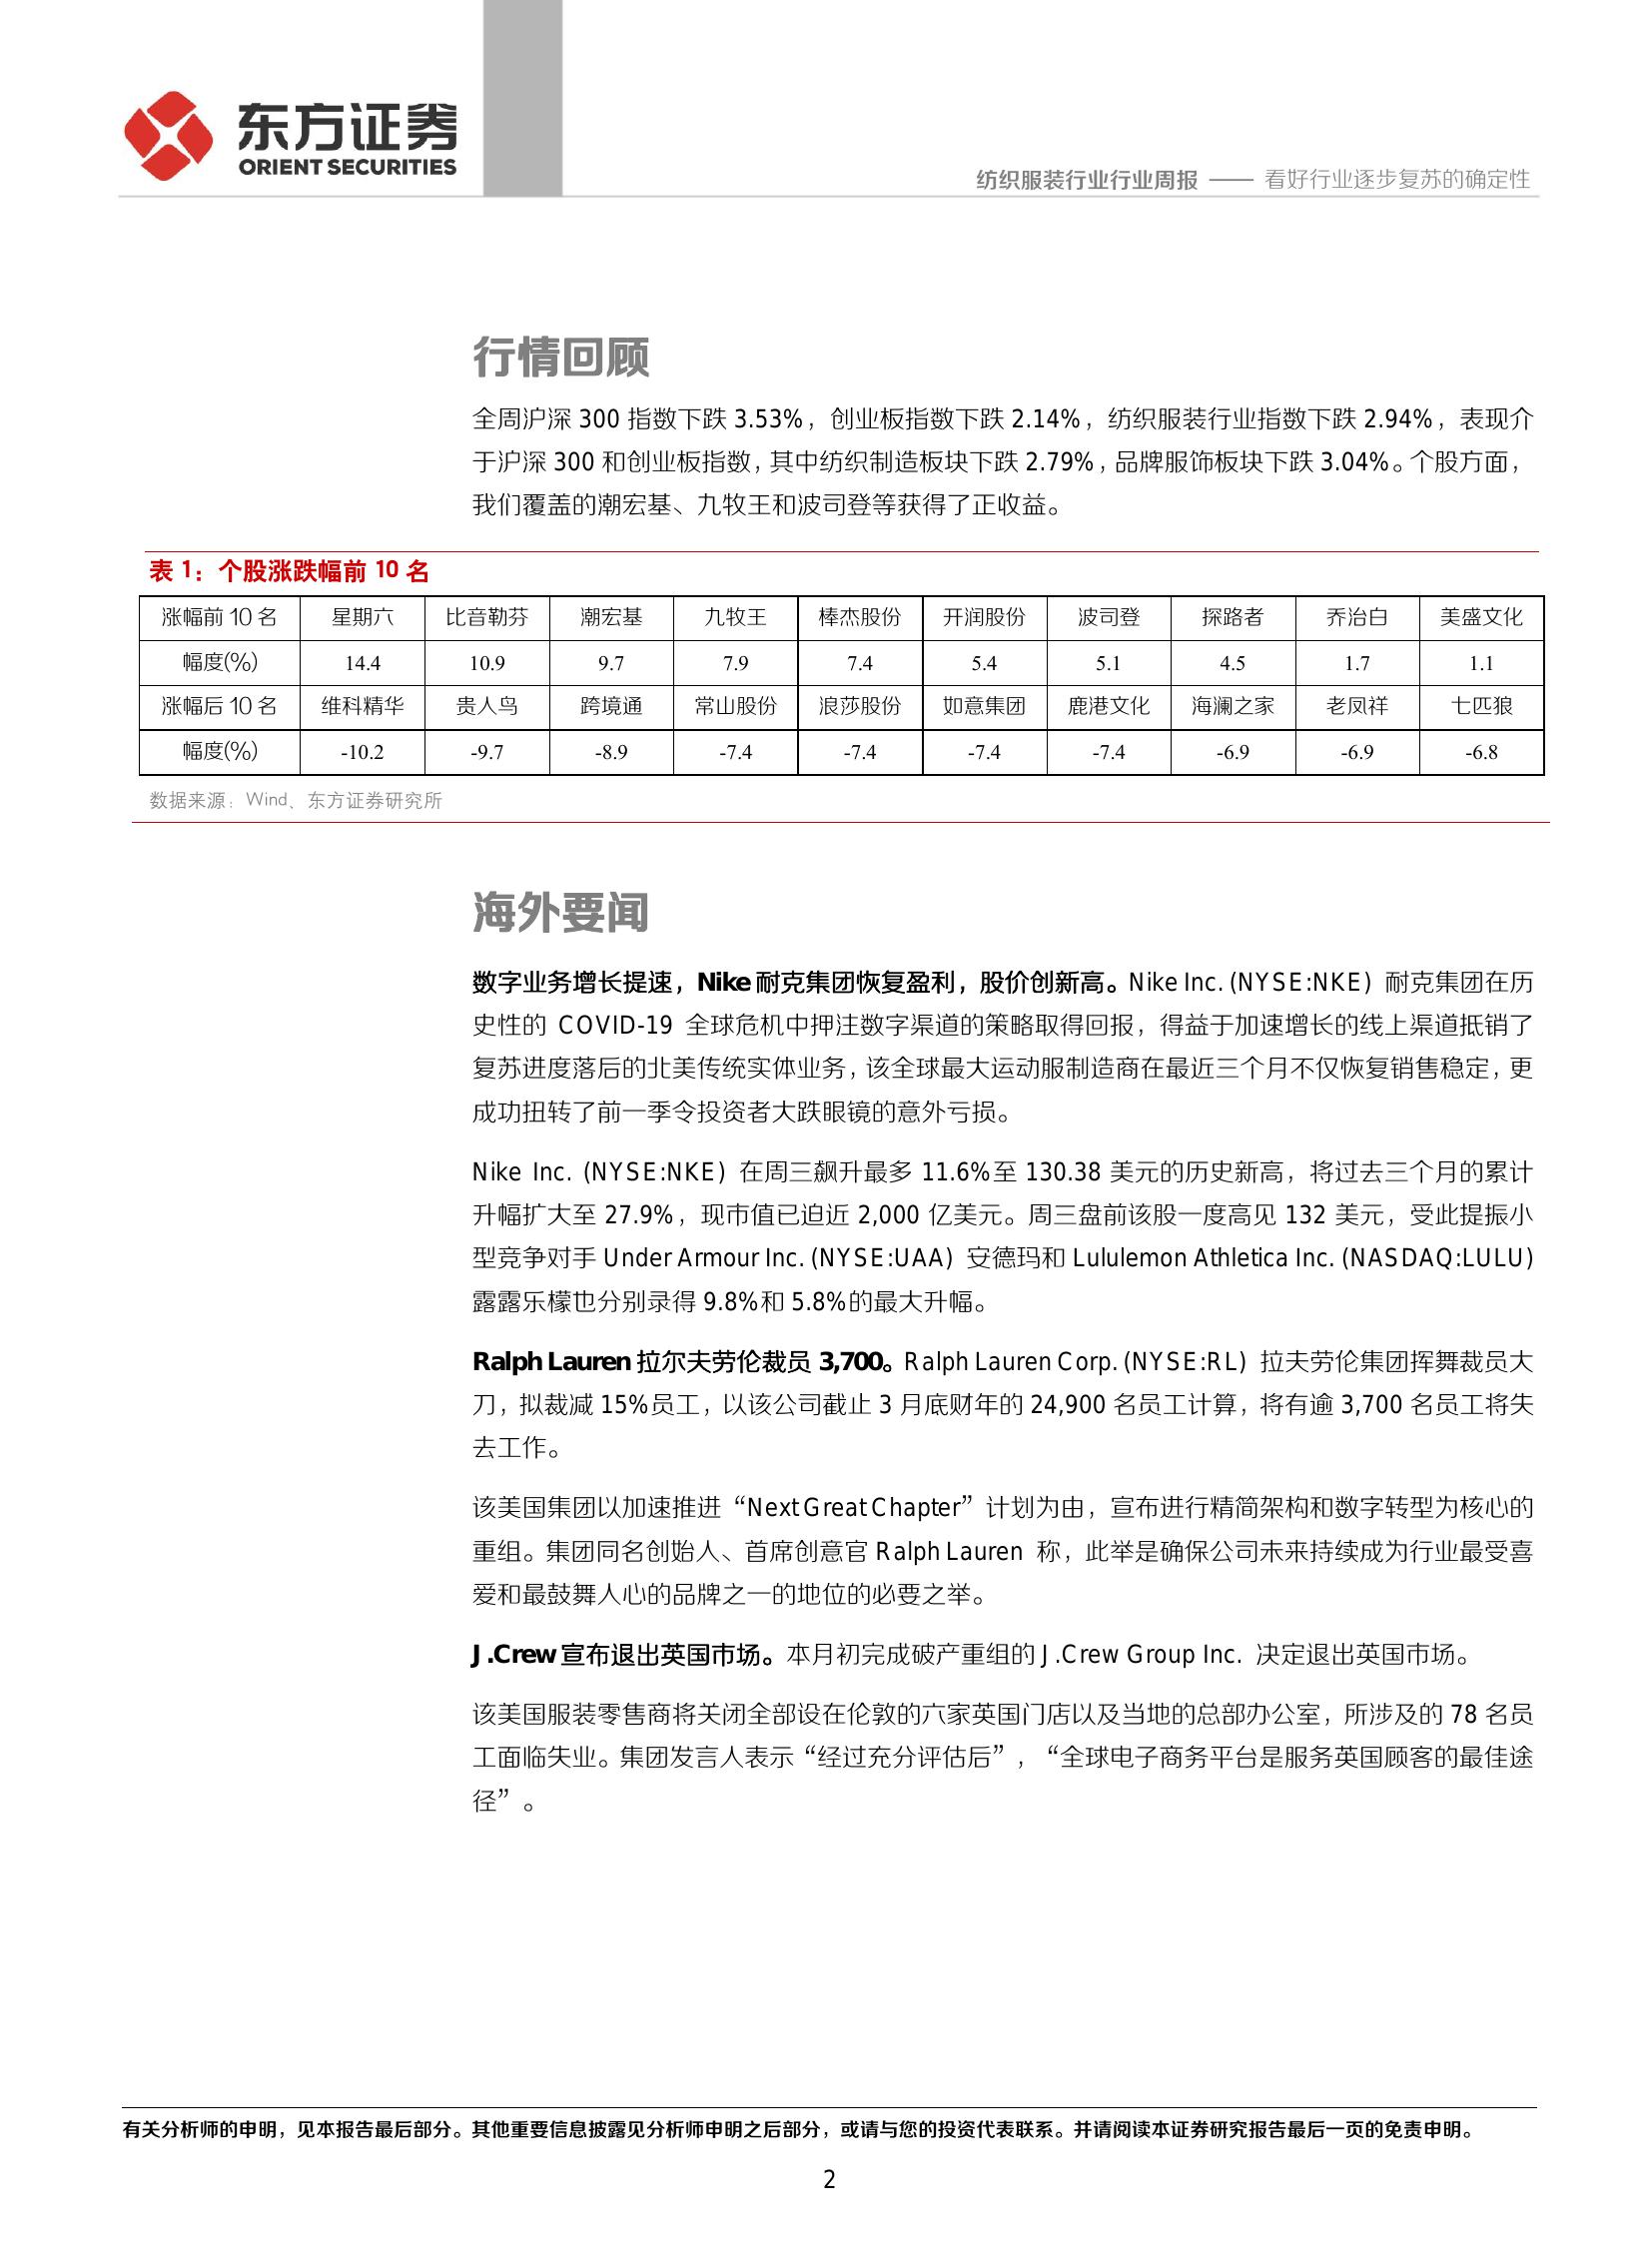 东方证券
ORIENT SECURITIES
纺织服装行业行业周报 —— 看好行业逐步复苏的确定性
行情回顾
全周沪深 300 指数下跌 3.53%，创业板指数下跌 2.14%，纺织服装行业指数下跌 2.94%，表现介
于沪深 300 和创业板指数，其中纺织制造板块下跌 2.79%，品牌服饰板块下跌 3.04%。个股方面，
我们覆盖的潮宏基、九牧王和波司登等获得了正收益。
表 1：个股涨跌幅前 10 名
涨幅前 10 名 星期六 比音勒芬 潮宏基 九牧王 棒杰股份 开润股份 波司登 探路者 乔治白 美盛文化
幅度(%) 14.4 10.9 9.7 7.9 7.4 5.4 5.1 4.5 1.7 1.1
涨幅后 10 名 维科精华 贵人鸟 跨境通 常山股份 浪莎股份 如意集团 鹿港文化 海澜之家 老凤祥 七匹狼
幅度(%) -10.2 -9.7 -8.9 -7.4 -7.4 -7.4 -7.4 -6.9 -6.9 -6.8
数据来源：Wind、东方证券研究所
海外要闻
数字业务增长提速，Nike 耐克集团恢复盈利，股价创新高。Nike Inc. (NYSE:NKE) 耐克集团在历
史性的 COVID-19 全球危机中押注数字渠道的策略取得回报，得益于加速增长的线上渠道抵销了
复苏进度落后的北美传统实体业务，该全球最大运动服制造商在最近三个月不仅恢复销售稳定，更
成功扭转了前一季令投资者大跌眼镜的意外亏损。
Nike Inc. (NYSE:NKE) 在周三飙升最多 11.6%至 130.38 美元的历史新高，将过去三个月的累计
升幅扩大至 27.9%，现市值已迫近 2,000 亿美元。周三盘前该股一度高见 132 美元，受此提振小
型竞争对手 Under Armour Inc. (NYSE:UAA) 安德玛和 Lululemon Athletica Inc. (NASDAQ:LULU)
露露乐檬也分别录得 9.8%和 5.8%的最大升幅。
Ralph Lauren 拉尔夫劳伦裁员 3,700。Ralph Lauren Corp. (NYSE:RL) 拉夫劳伦集团挥舞裁员大
刀，拟裁减 15%员工，以该公司截止 3 月底财年的 24,900 名员工计算，将有逾 3,700 名员工将失
去工作。
该美国集团以加速推进“Next Great Chapter”计划为由，宣布进行精简架构和数字转型为核心的
重组。集团同名创始人、首席创意官 Ralph Lauren 称，此举是确保公司未来持续成为行业最受喜
爱和最鼓舞人心的品牌之一的地位的必要之举。
J.Crew 宣布退出英国市场。本月初完成破产重组的 J.Crew Group Inc. 决定退出英国市场。
该美国服装零售商将关闭全部设在伦敦的六家英国门店以及当地的总部办公室，所涉及的 78 名员
工面临失业。集团发言人表示“经过充分评估后”，“全球电子商务平台是服务英国顾客的最佳途
径”。
有关分析师的申明，见本报告最后部分。其他重要信息披露见分析师申明之后部分，或请与您的投资代表联系。并请阅读本证券研究报告最后一页的免责申明。
2